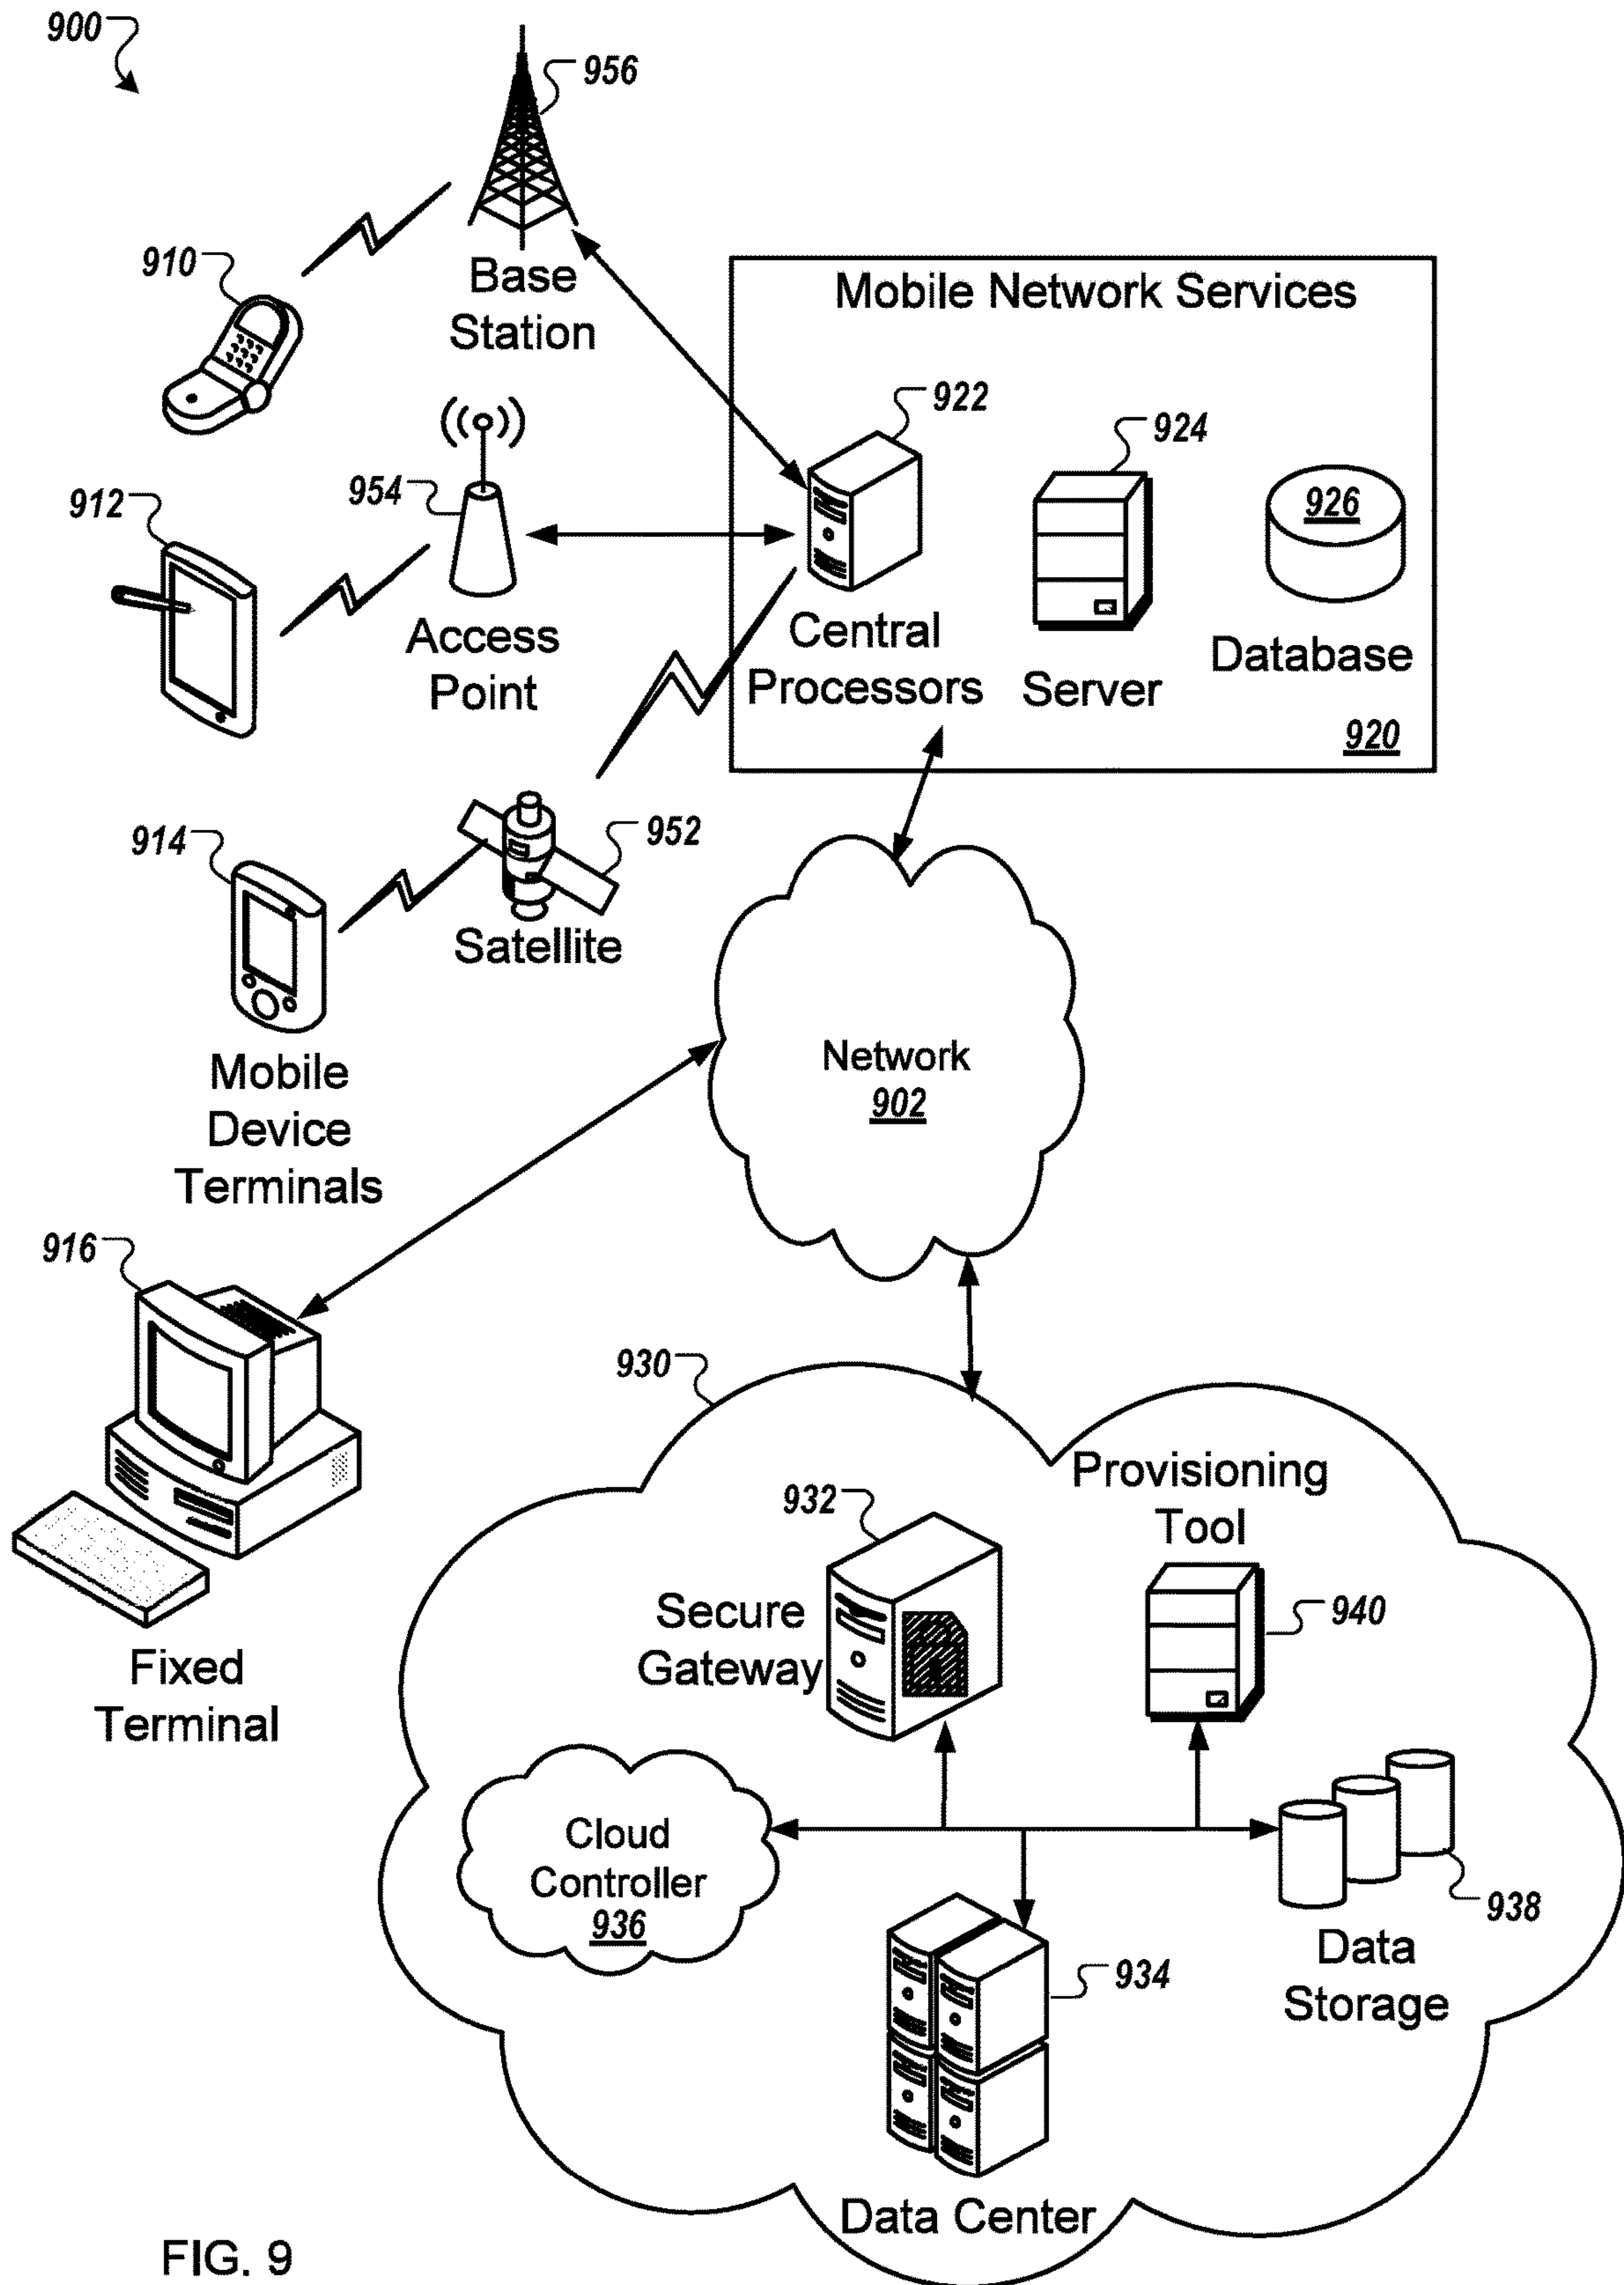 900
956
Base
Station
910
Mobile Network Services
922
924
926
954
912
Access
Point
Central
Processors
Server
Database
920
914
952
Satellite
Network
902
Mobile
Device
Terminals
916
Fixed
Terminal
930
Provisioning
Tool
932
940
Secure
Gateway
Cloud
Controller
936
938
Data
Storage
934
Data Center
FIG. 9